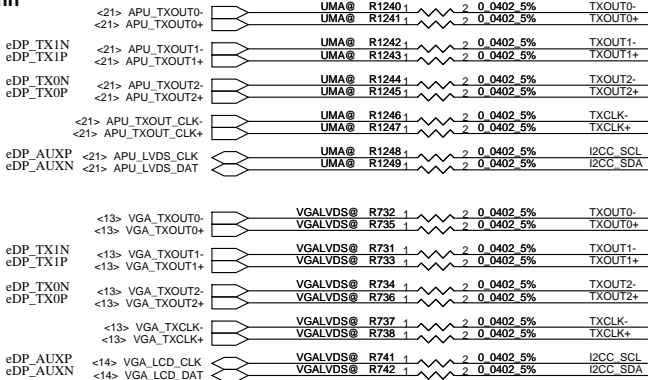 <21> APU_TXOUT0- UMA@ R1240 1 2 0_0402_5% TXOUT0-
<21> APU_TXOUT0+ UMA@ R1241 1 2 0_0402_5% TXOUT0+
eDP_TX1N <21> APU_TXOUT1- UMA@ R1242 1 2 0_0402_5% TXOUT1-
eDP_TX1P <21> APU_TXOUT1+ UMA@ R1243 1 2 0_0402_5% TXOUT1+
eDP_TX0N <21> APU_TXOUT2- UMA@ R1244 1 2 0_0402_5% TXOUT2-
eDP_TX0P <21> APU_TXOUT2+ UMA@ R1245 1 2 0_0402_5% TXOUT2+
<21> APU_TXOUT_CLK- UMA@ R1246 1 2 0_0402_5% TXCLK-
<21> APU_TXOUT_CLK+ UMA@ R1247 1 2 0_0402_5% TXCLK+
eDP_AUXP <21> APU_LVDS_CLK UMA@ R1248 1 2 0_0402_5% I2CC_SCL
eDP_AUXN <21> APU_LVDS_DAT UMA@ R1249 1 2 0_0402_5% I2CC_SDA
<13> VGA_TXOUT0- VGALVDS@ R732 1 2 0_0402_5% TXOUT0-
<13> VGA_TXOUT0+ VGALVDS@ R735 1 2 0_0402_5% TXOUT0+
eDP_TX1N <13> VGA_TXOUT1- VGALVDS@ R731 1 2 0_0402_5% TXOUT1-
eDP_TX1P <13> VGA_TXOUT1+ VGALVDS@ R733 1 2 0_0402_5% TXOUT1+
eDP_TX0N <13> VGA_TXOUT2- VGALVDS@ R734 1 2 0_0402_5% TXOUT2-
eDP_TX0P <13> VGA_TXOUT2+ VGALVDS@ R736 1 2 0_0402_5% TXOUT2+
<13> VGA_TXCLK- VGALVDS@ R737 1 2 0_0402_5% TXCLK-
<13> VGA_TXCLK+ VGALVDS@ R738 1 2 0_0402_5% TXCLK+
eDP_AUXP <14> VGA_LCD_CLK VGALVDS@ R741 1 2 0_0402_5% I2CC_SCL
eDP_AUXN <14> VGA_LCD_DAT VGALVDS@ R742 1 2 0_0402_5% I2CC_SDA